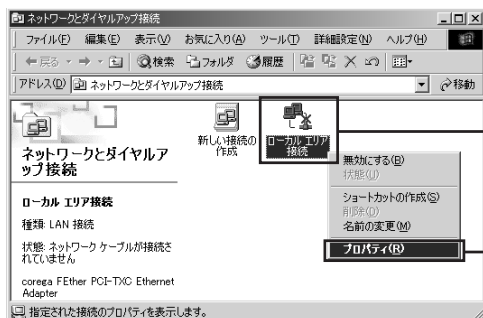 ネットワークとダイヤルアップ接続
ファイル(F) 編集(E) 表示(V) お気に入り(A) ツール(T) 詳細設定(N) ヘルプ(H)
戻る 検索 フォルダ 履歴
アドレス(D) ネットワークとダイヤルアップ接続 移動
ネットワークとダイヤルア
ップ接続
ローカル エリア接続
種類: LAN 接続
状態: ネットワーク ケーブルが接続さ
れていません
corega FEther PCI-TXC Ethernet
Adapter
新しい接続の
作成
ローカル エリア
接続
無効にする(B)
状態(U)
ショートカットの作成(S)
削除(D)
名前の変更(M)
プロパティ(R)
指定された接続のプロパティを表示します。